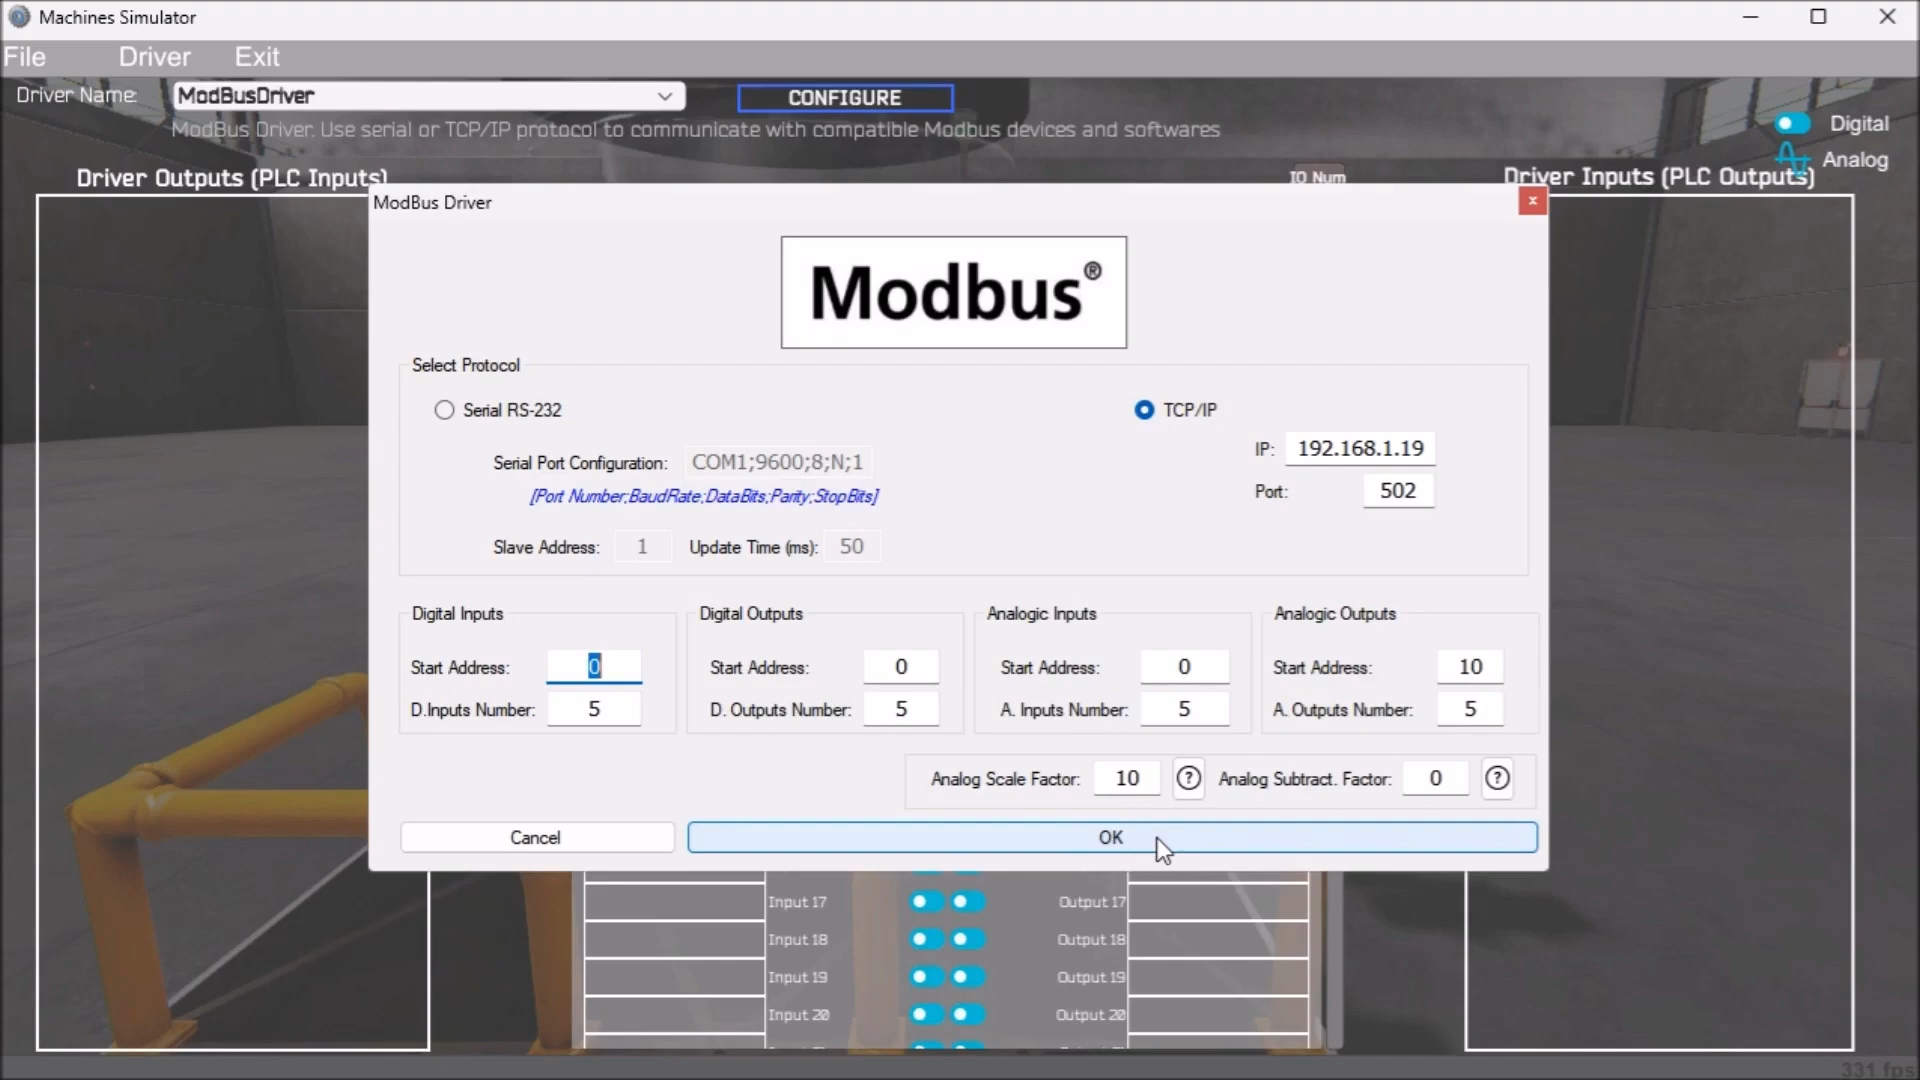 Machines Simulator
File Driver Exit
Driver Name: ModBusDriver CONFIGURE
ModBus Driver. Use serial or TCP/IP protocol to communicate with compatible Modbus devices and softwares
Digital
Analog
Driver Outputs (PLC Inputs) IO Num Driver Inputs (PLC Outputs)
ModBus Driver
Modbus®
Select Protocol
Serial RS-232 TCP/IP
Serial Port Configuration: COM1;9600;8;N;1 IP: 192.168.1.19
[Port Number;BaudRate;DataBits;Parity;StopBits] Port: 502
Slave Address: 1 Update Time (ms): 50
Digital Inputs Digital Outputs Analogic Inputs Analogic Outputs
Start Address: 0 Start Address: 0 Start Address: 0 Start Address: 10
D.Inputs Number: 5 D. Outputs Number: 5 A. Inputs Number: 5 A. Outputs Number: 5
Analog Scale Factor: 10 ? Analog Subtract. Factor: 0 ?
Cancel OK
Input 17 Output 17
Input 18 Output 18
Input 19 Output 19
Input 20 Output 20
331 fps